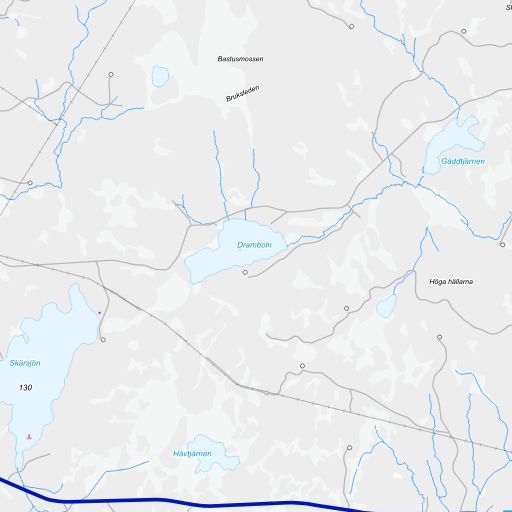 Bastusmossen
Bruksleden
Gäddtjärnen
Dramboln
Höga hällarna
Skärsjön
130
Hävtjärnen